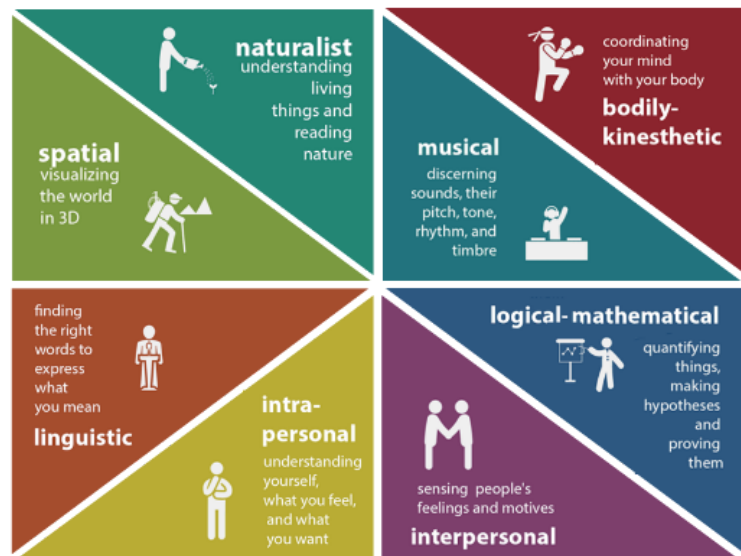 naturalist
understanding
living
things and
reading
nature
spatial
visualizing
the world
in 3D
coordinating
your mind
with your body
bodily-
kinesthetic
musical
discerning
sounds, their
pitch, tone,
rhythm, and
timbre
finding
the right
words to
express
what
you mean
linguistic
intra-
personal
understanding
yourself,
what you feel,
and what
you want
logical-mathematical
quantifying
things,
making
hypotheses
and
proving
them
sensing people's
feelings and motives
interpersonal